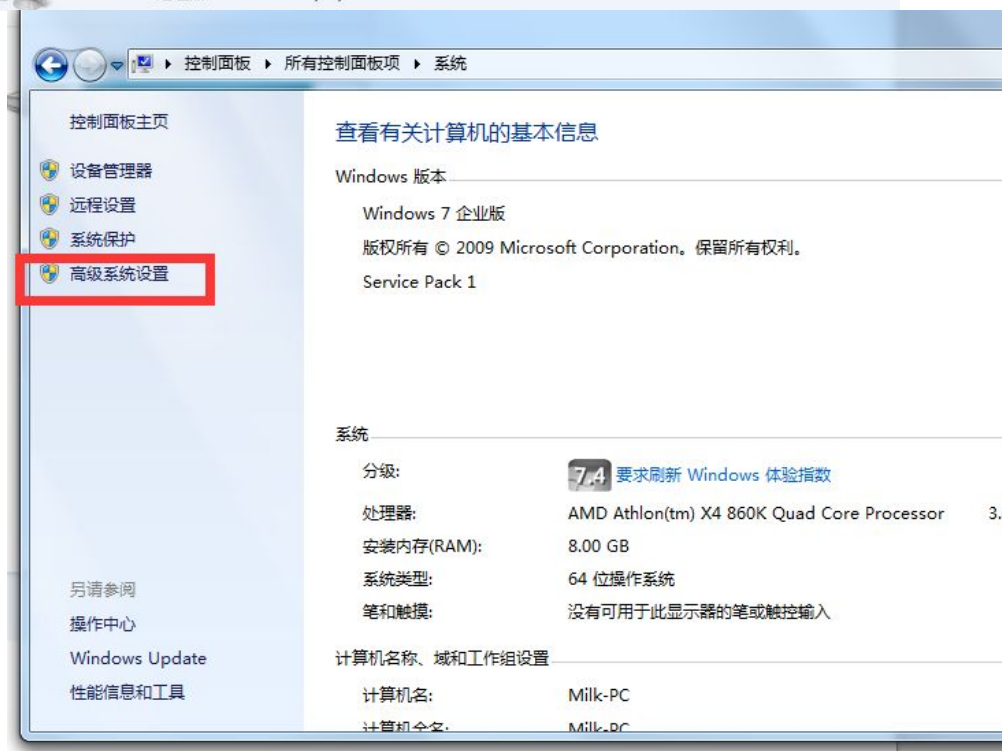 控制面板 ▸ 所有控制面板项 ▸ 系统
控制面板主页
设备管理器
远程设置
系统保护
高级系统设置
另请参阅
操作中心
Windows Update
性能信息和工具
查看有关计算机的基本信息
Windows 版本
Windows 7 企业版
版权所有 © 2009 Microsoft Corporation。保留所有权利。
Service Pack 1
系统
分级: 7.4 要求刷新 Windows 体验指数
处理器: AMD Athlon(tm) X4 860K Quad Core Processor 3.
安装内存(RAM): 8.00 GB
系统类型: 64 位操作系统
笔和触摸: 没有可用于此显示器的笔或触控输入
计算机名称、域和工作组设置
计算机名: Milk-PC
计算机全名: Milk-PC